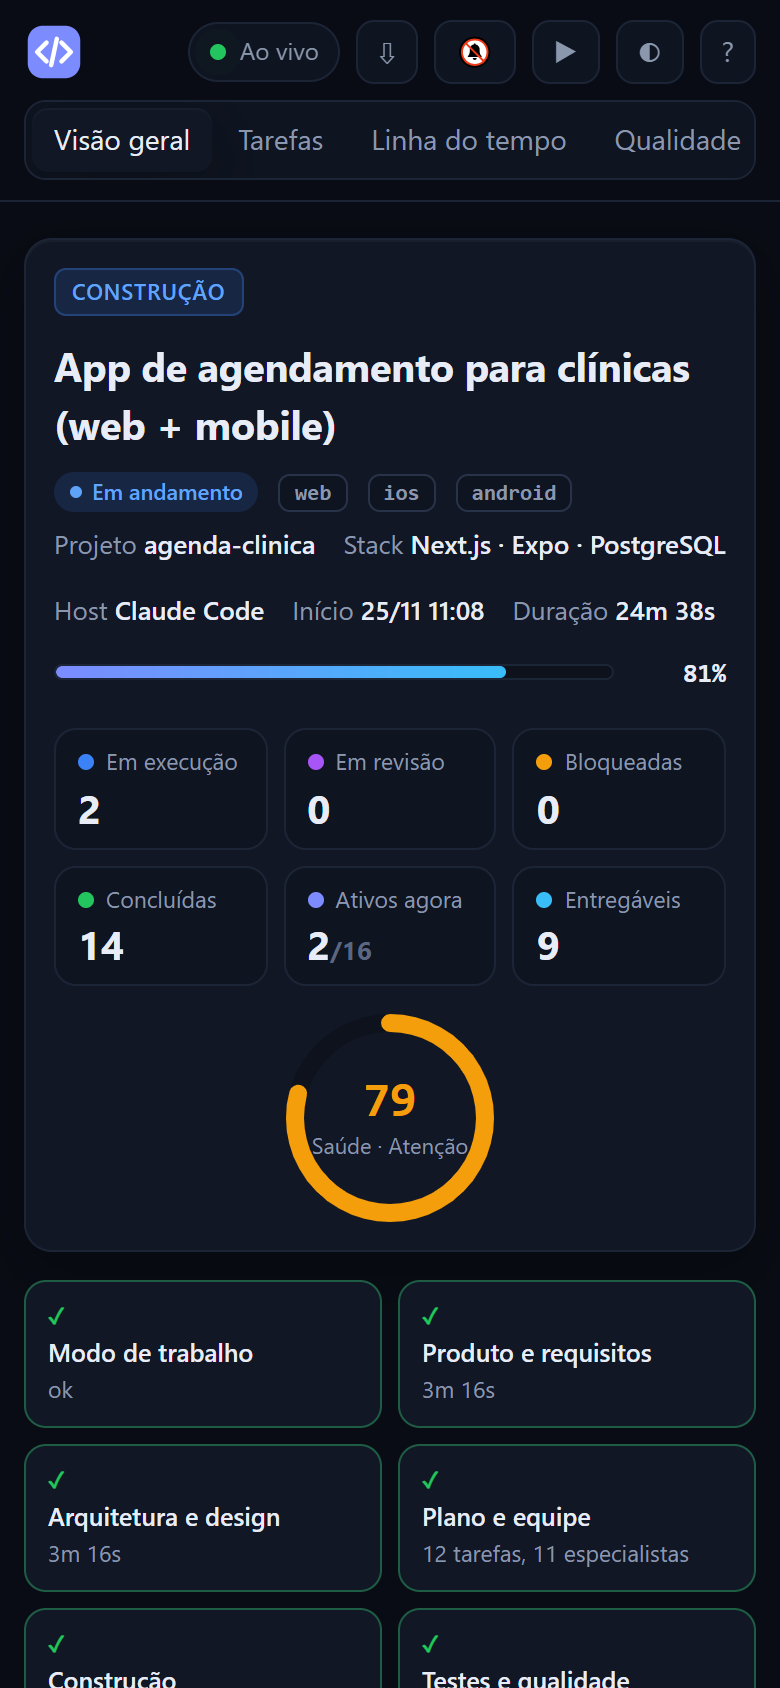 </>
Ao vivo
?
Visão geral Tarefas Linha do tempo Qualidade
CONSTRUÇÃO
App de agendamento para clínicas
(web + mobile)
Em andamento web ios android
Projeto agenda-clinica Stack Next.js · Expo · PostgreSQL
Host Claude Code Início 25/11 11:08 Duração 24m 38s
81%
Em execução Em revisão Bloqueadas
2 0 0
Concluídas Ativos agora Entregáveis
14 2/16 9
79
Saúde · Atenção
✓ ✓
Modo de trabalho Produto e requisitos
ok 3m 16s
✓ ✓
Arquitetura e design Plano e equipe
3m 16s 12 tarefas, 11 especialistas
✓ ✓
Construção Testes e qualidade